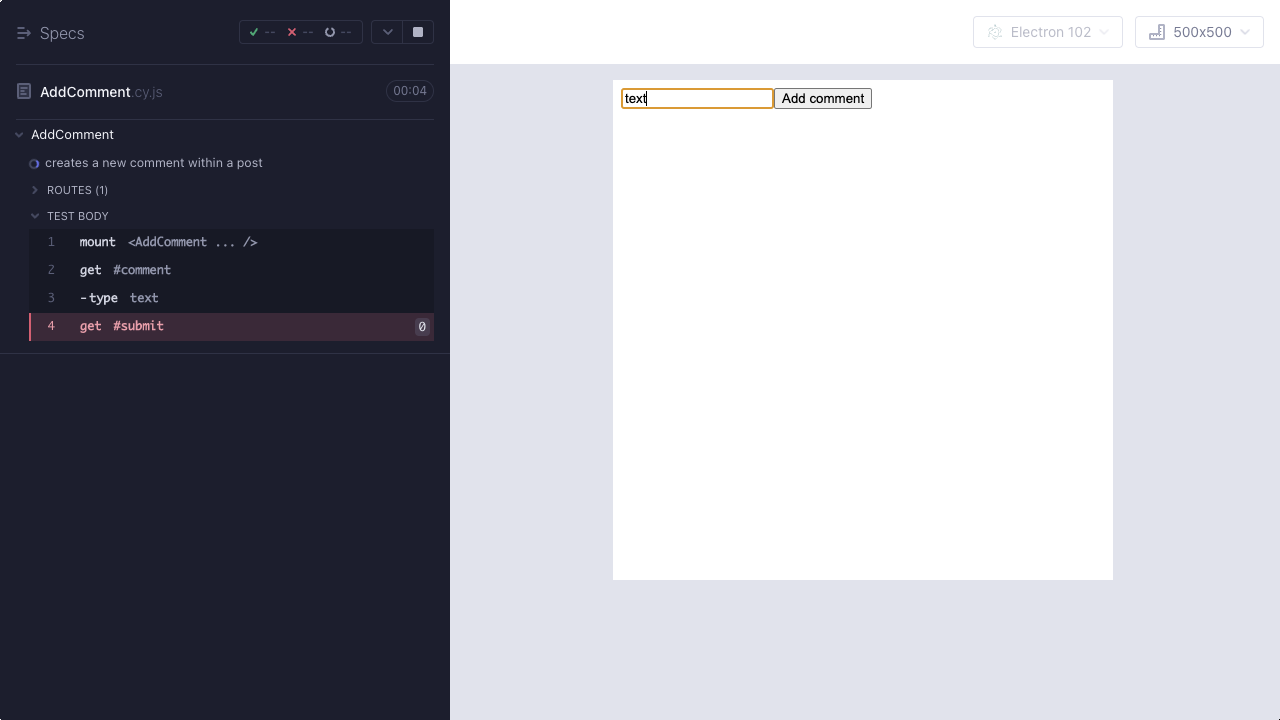 Specs
-- -- --
AddComment.cy.js
00:04
AddComment
creates a new comment within a post
ROUTES (1)
TEST BODY
1 mount <AddComment ... />
2 get #comment
3 -type text
4 get #submit 0
Electron 102
500x500
text
Add comment